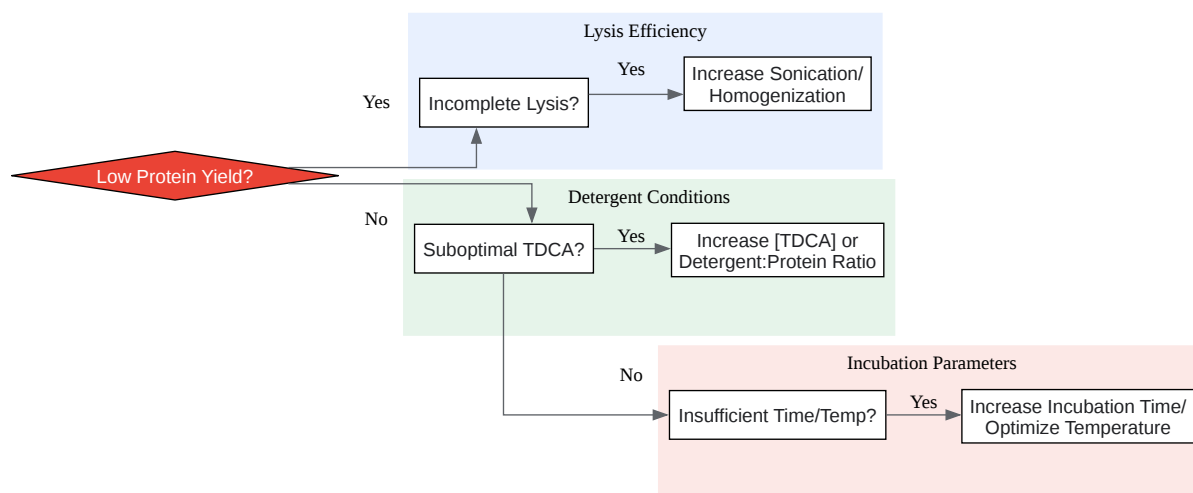 Lysis Efficiency
Yes
Increase Sonication/
Homogenization
Incomplete Lysis?
Yes
Low Protein Yield?
Detergent Conditions
No
Suboptimal TDCA?
Yes
Increase [TDCA] or
Detergent:Protein Ratio
Incubation Parameters
No
Insufficient Time/Temp?
Yes
Increase Incubation Time/
Optimize Temperature